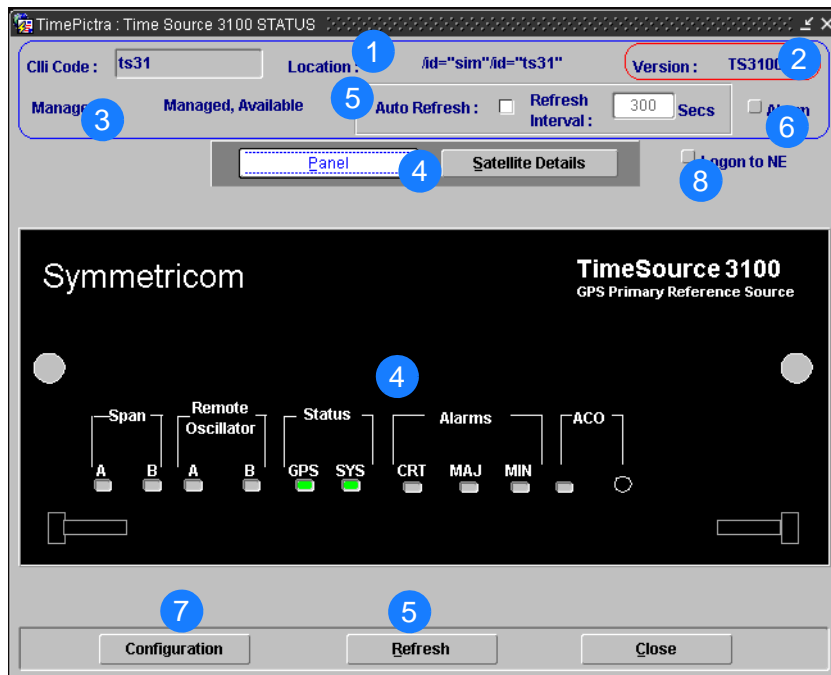 TimePictra : Time Source 3100 STATUS
1
2
Clli Code : ts31 Location : /id="sim"/id="ts31" Version : TS3100
3
5
6
Managed, Available Auto Refresh : Refresh Interval : 300 Secs
Panel 4 Satellite Details
8 Logon to NE
Symmetricom
TimeSource 3100
GPS Primary Reference Source
4
Span Remote Oscillator Status Alarms ACO
A B A B GPS SYS CRT MAJ MIN
7
5
Configuration Refresh Close